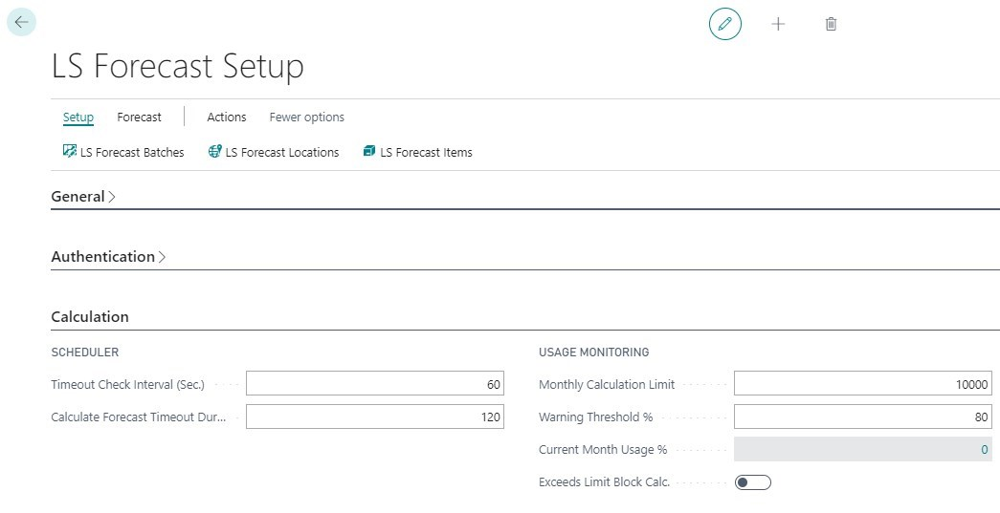 LS Forecast Setup
Setup Forecast Actions Fewer options
LS Forecast Batches LS Forecast Locations LS Forecast Items
General
Authentication
Calculation
SCHEDULER
Timeout Check Interval (Sec.) 60
Calculate Forecast Timeout Dur... 120
USAGE MONITORING
Monthly Calculation Limit 10000
Warning Threshold % 80
Current Month Usage % 0
Exceeds Limit Block Calc.